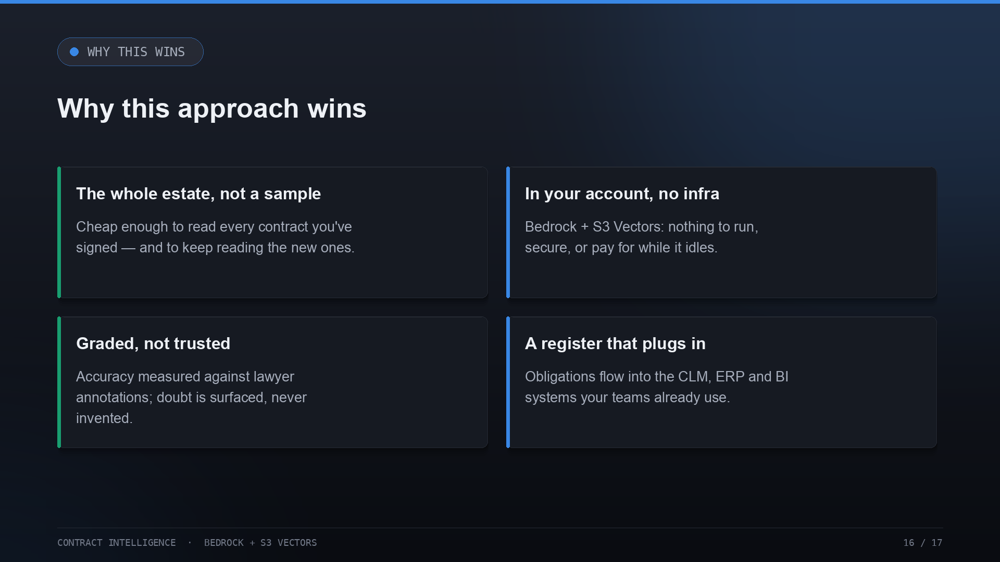 WHY THIS WINS
Why this approach wins
The whole estate, not a sample
Cheap enough to read every contract you've
signed — and to keep reading the new ones.
In your account, no infra
Bedrock + S3 Vectors: nothing to run,
secure, or pay for while it idles.
Graded, not trusted
Accuracy measured against lawyer
annotations; doubt is surfaced, never
invented.
A register that plugs in
Obligations flow into the CLM, ERP and BI
systems your teams already use.
CONTRACT INTELLIGENCE · BEDROCK + S3 VECTORS
16 / 17